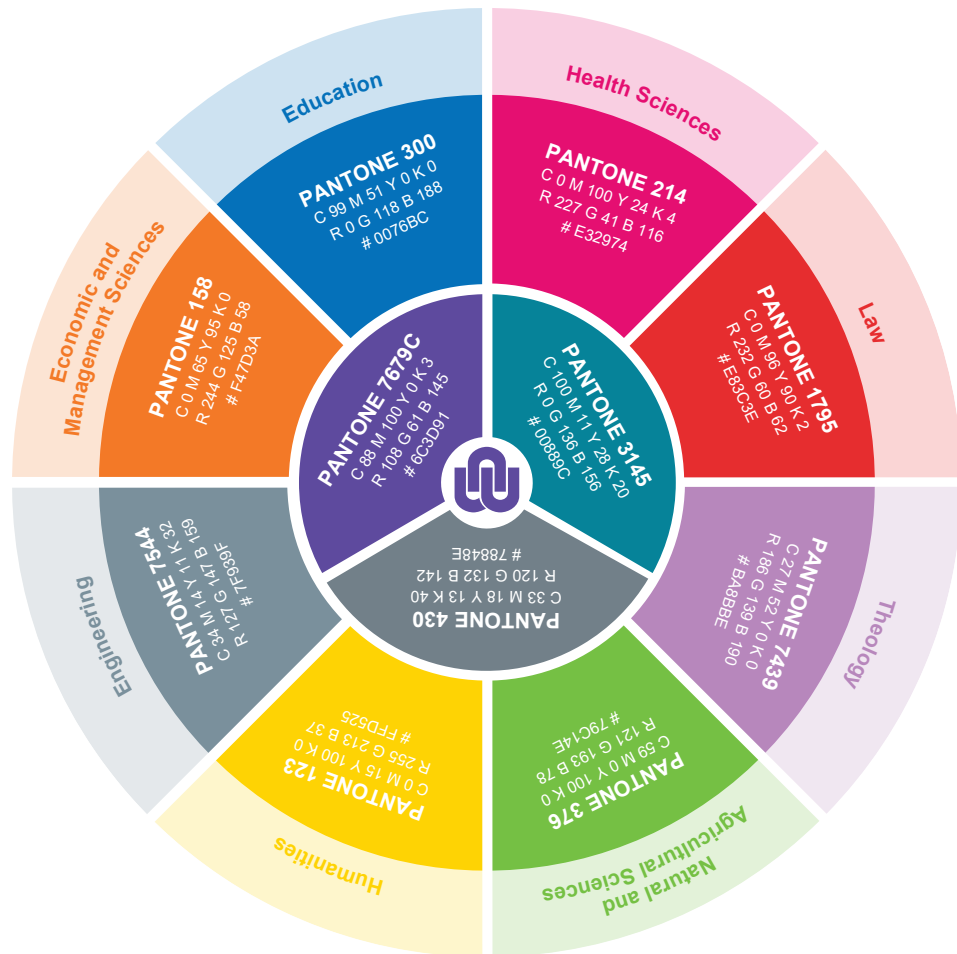 Education
PANTONE 300
C 99 M 51 Y 0 K 0
R 0 G 118 B 188
# 0076BC
Health Sciences
PANTONE 214
C 0 M 100 Y 24 K 4
R 227 G 41 B 116
# E32974
Law
PANTONE 1795
C 0 M 96 Y 90 K 2
R 232 G 60 B 62
# E83C3E
Theology
PANTONE 7439
C 27 M 52 Y 0 K 0
R 186 G 139 B 190
# BA8BBE
Natural and
Agricultural Sciences
PANTONE 376
C 59 M 0 Y 100 K 0
R 121 G 193 B 78
# 79C14E
Humanities
PANTONE 123
C 0 M 15 Y 100 K 0
R 255 G 213 B 37
# FFD525
Engineering
PANTONE 7544
C 34 M 14 Y 11 K 32
R 127 G 147 B 159
# 7F939F
Economic and
Management Sciences
PANTONE 158
C 0 M 65 Y 95 K 0
R 244 G 125 B 58
# F47D3A
PANTONE 7679C
C 88 M 100 Y 0 K 3
R 108 G 61 B 145
# 6C3D91
PANTONE 3145
C 100 M 11 Y 28 K 20
R 0 G 136 B 156
# 00889C
PANTONE 430
C 33 M 18 Y 13 K 40
R 120 G 132 B 142
# 78848E